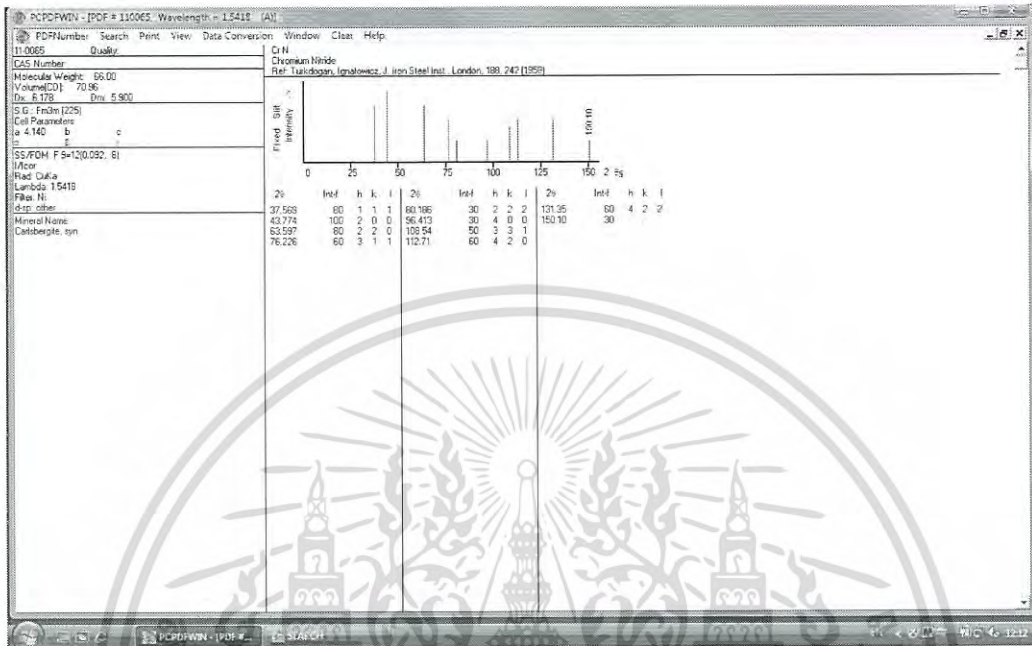 PCPDFWIN - [PDF # 110065, Wavelength = 1.5418 (A)]
PDFNumber Search Print View Data Conversion Window Clear Help
11-0065 Quality:
CAS Number:
Molecular Weight: 66.00
Volume[CD]: 70.96
Dx: 6.178 Dm: 5.900
S.G.: Fm3m (225)
Cell Parameters:
a 4.140 b c
SS/FOM: F 9=12(0.092, 6)
I/Icor:
Rad: CuKa
Lambda: 1.5418
Filter: Ni
d-sp: other
Mineral Name:
Carlsbergite, syn
Cr N
Chromium Nitride
Ref: Turkdogan, Ignatowicz, J. Iron Steel Inst., London, 188, 242 (1958)
Fixed Slit
Intensity
150.10
0 25 50 75 100 125 150 2
2θ Int-f h k l 2θ Int-f h k l 2θ Int-f h k l
37.569 80 1 1 1 80.186 30 2 2 2 131.35 60 4 2 2
43.774 100 2 0 0 96.413 30 4 0 0 150.10 30
63.597 80 2 2 0 108.54 50 3 3 1
76.226 60 3 1 1 112.71 60 4 2 0
PCPDFWIN - [PDF #... SEARCH
12:12